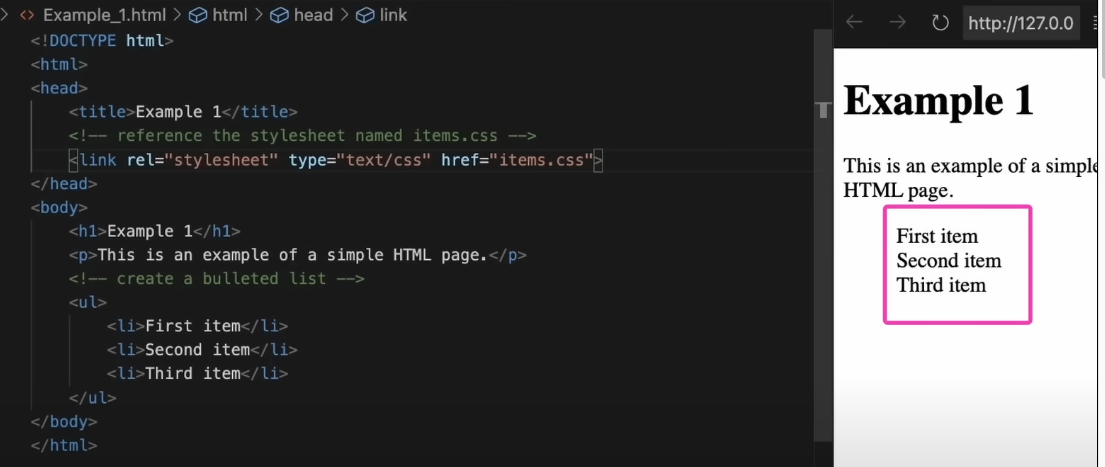 Example_1.html > html > head > link
<!DOCTYPE html>
<html>
<head>
<title>Example 1</title>
<!-- reference the stylesheet named items.css -->
<link rel="stylesheet" type="text/css" href="items.css">
</head>
<body>
<h1>Example 1</h1>
<p>This is an example of a simple HTML page.</p>
<!-- create a bulleted list -->
<ul>
<li>First item</li>
<li>Second item</li>
<li>Third item</li>
</ul>
</body>
</html>
http://127.0.0
Example 1
This is an example of a simple
HTML page.
First item
Second item
Third item